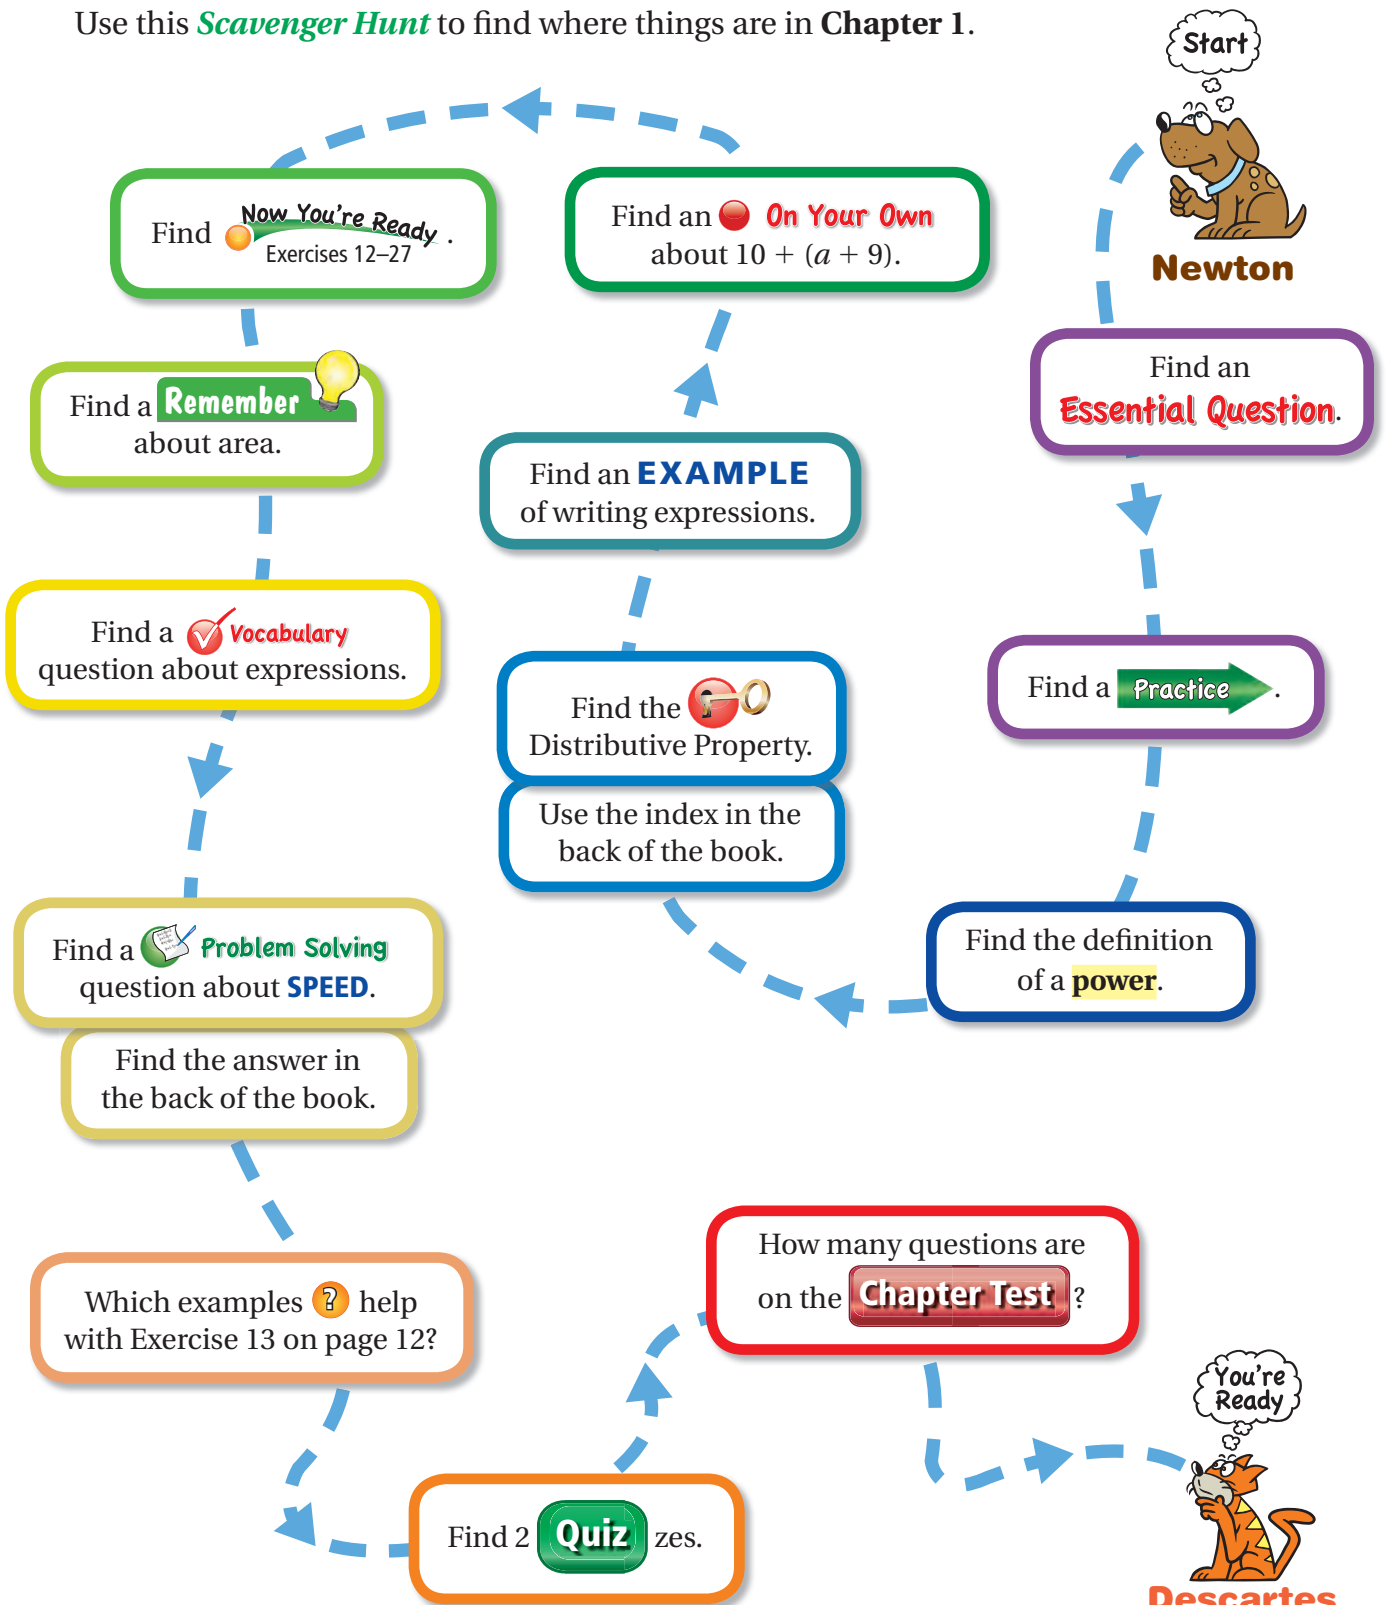 Use this Scavenger Hunt to find where things are in Chapter 1.
Start
Newton
Find an
Essential Question.
Find a Practice.
Find the definition
of a power.
Find the
Distributive Property.
Use the index in the
back of the book.
Find an EXAMPLE
of writing expressions.
Find an On Your Own
about 10 + (a + 9).
Find Now You're Ready.
Exercises 12–27
Find a Remember
about area.
Find a Vocabulary
question about expressions.
Find a Problem Solving
question about SPEED.
Find the answer in
the back of the book.
Which examples ? help
with Exercise 13 on page 12?
Find 2 Quiz zes.
How many questions are
on the Chapter Test ?
You're
Ready
Descartes